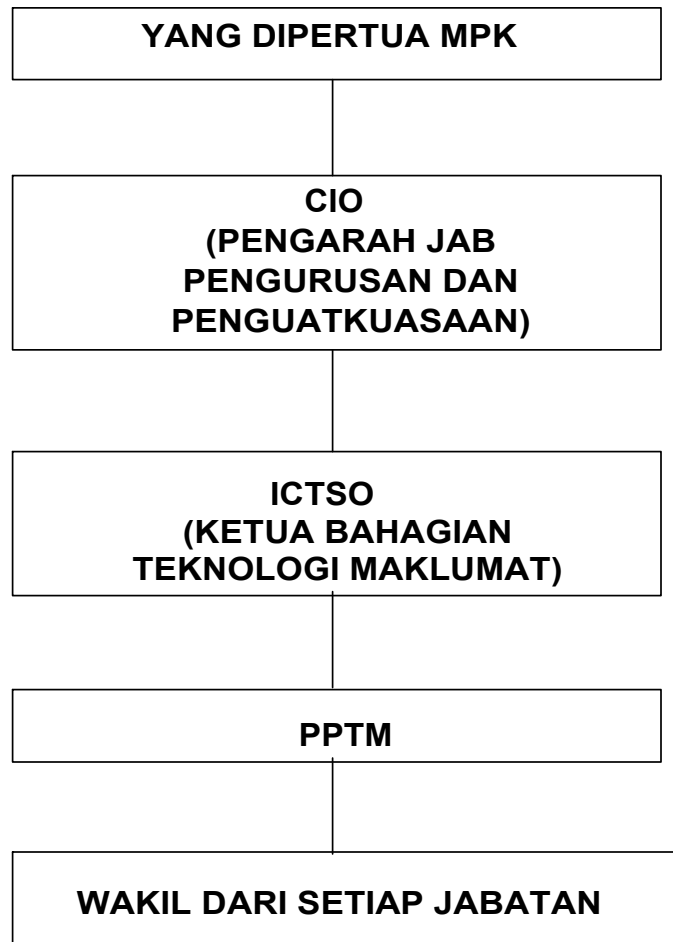 YANG DIPERTUA MPK
CIO
(PENGARAH JAB
PENGURUSAN DAN
PENGUATKUASAAN)
ICTSO
(KETUA BAHAGIAN
TEKNOLOGI MAKLUMAT)
PPTM
WAKIL DARI SETIAP JABATAN